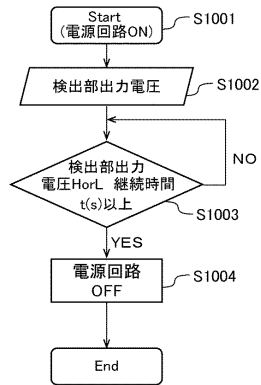 Start
(電源回路ON)
S1001
検出部出力電圧
S1002
検出部出力
電圧HorL 継続時間
t(s)以上
NO
S1003
YES
電源回路
OFF
S1004
End